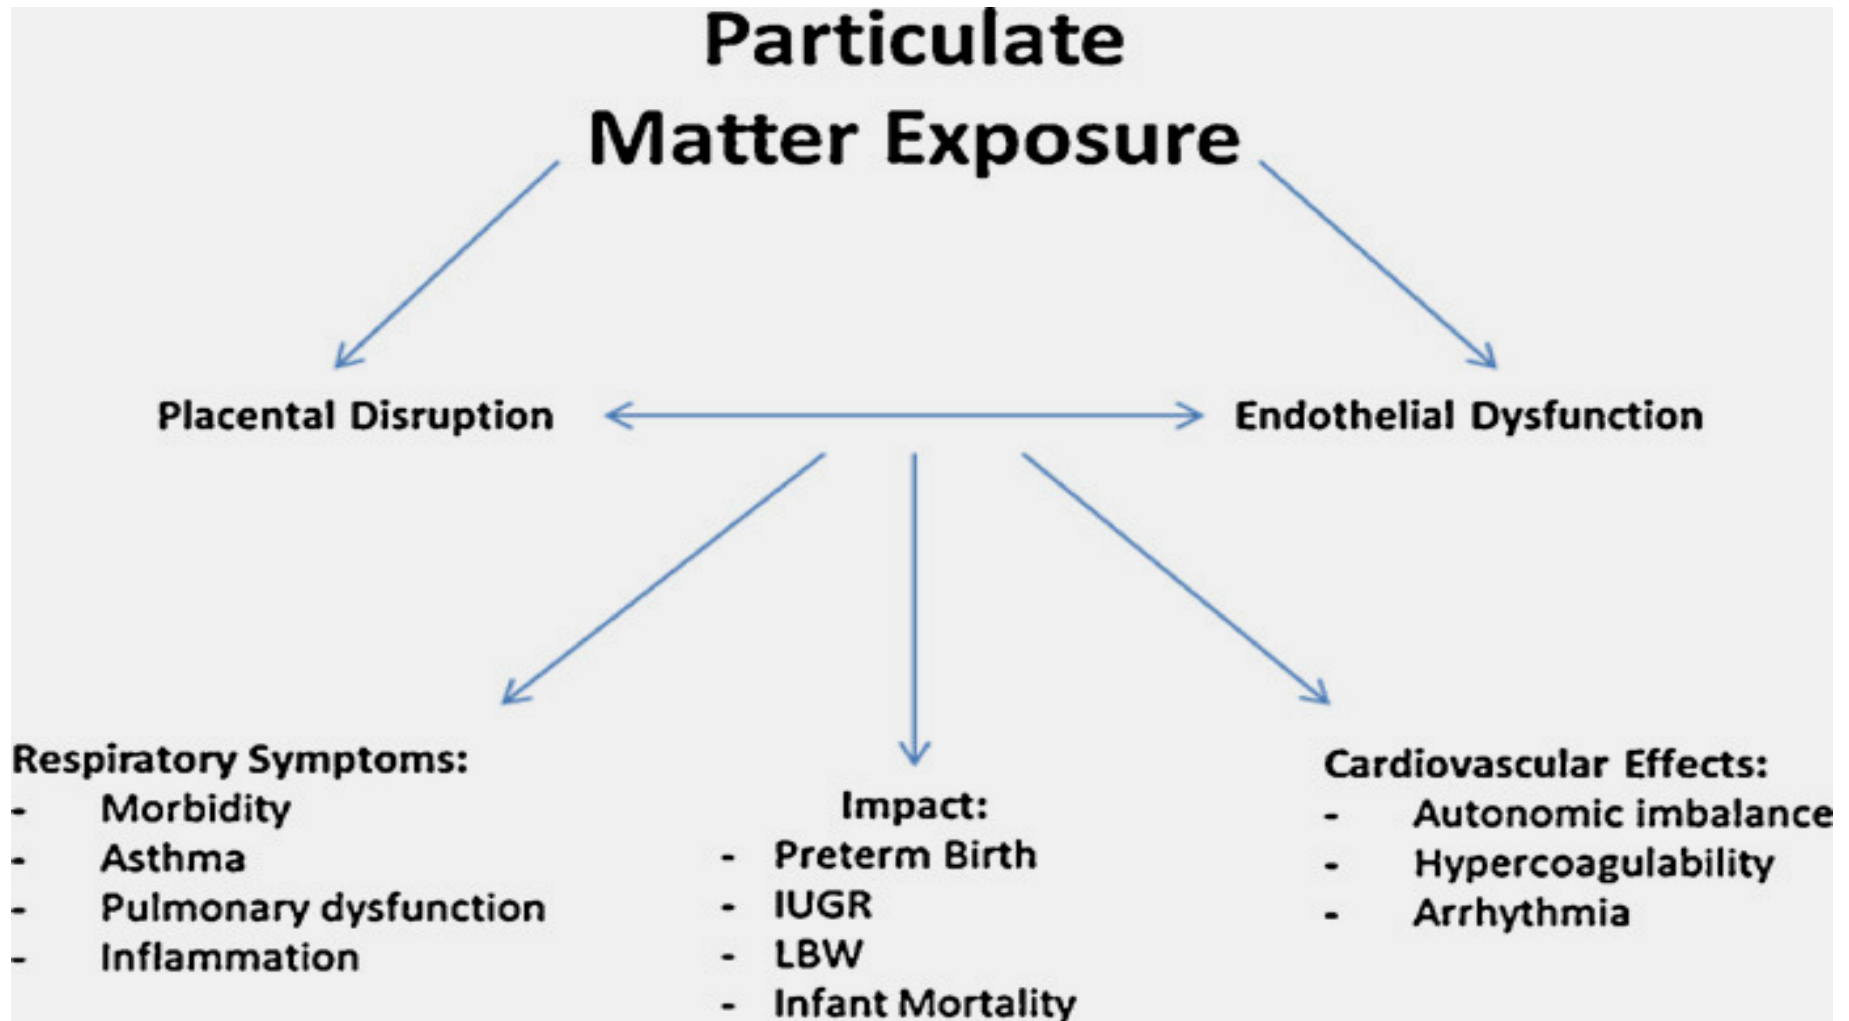 Particulate
Matter Exposure
Placental Disruption
Endothelial Dysfunction
Respiratory Symptoms:
- Morbidity
- Asthma
- Pulmonary dysfunction
- Inflammation
Impact:
- Preterm Birth
- IUGR
- LBW
- Infant Mortality
Cardiovascular Effects:
- Autonomic imbalance
- Hypercoagulability
- Arrhythmia